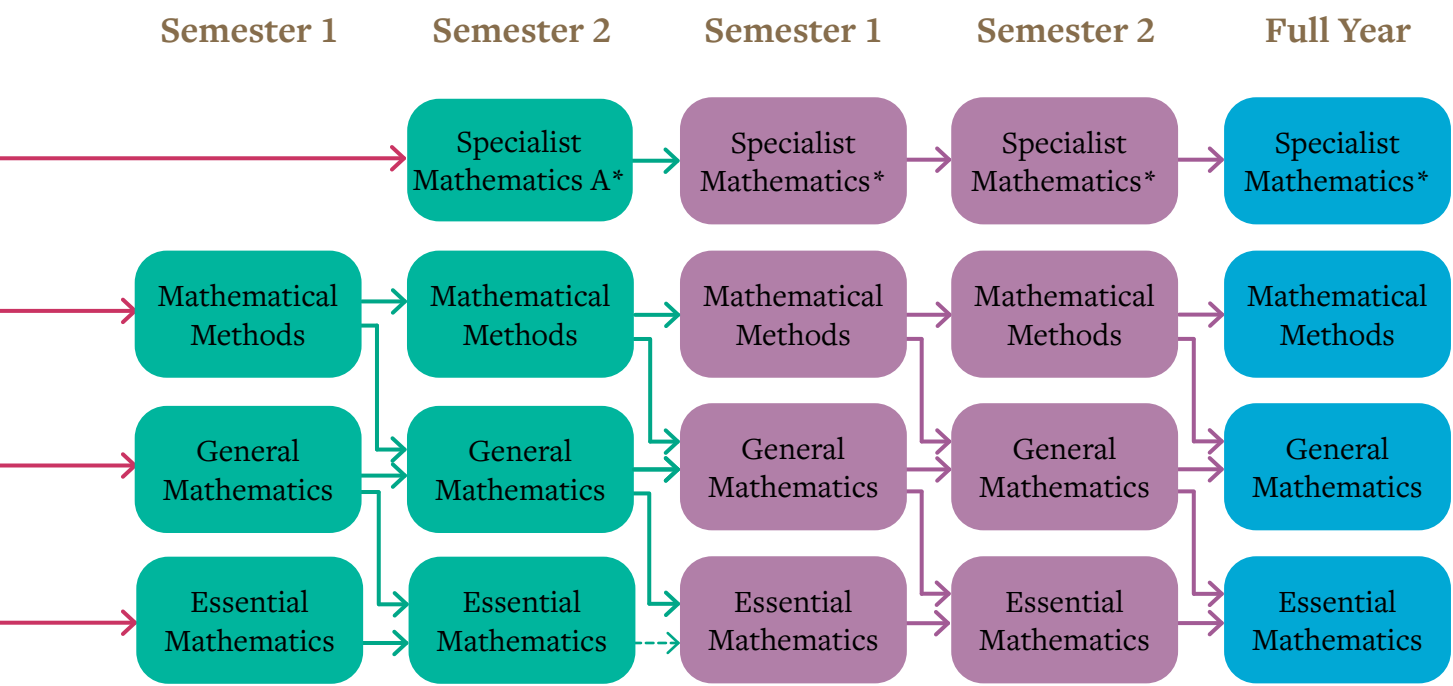 Semester 1
Semester 2
Semester 1
Semester 2
Full Year
Specialist
Mathematics A*
Specialist
Mathematics*
Specialist
Mathematics*
Specialist
Mathematics*
Mathematical
Methods
Mathematical
Methods
Mathematical
Methods
Mathematical
Methods
Mathematical
Methods
General
Mathematics
General
Mathematics
General
Mathematics
General
Mathematics
General
Mathematics
Essential
Mathematics
Essential
Mathematics
Essential
Mathematics
Essential
Mathematics
Essential
Mathematics